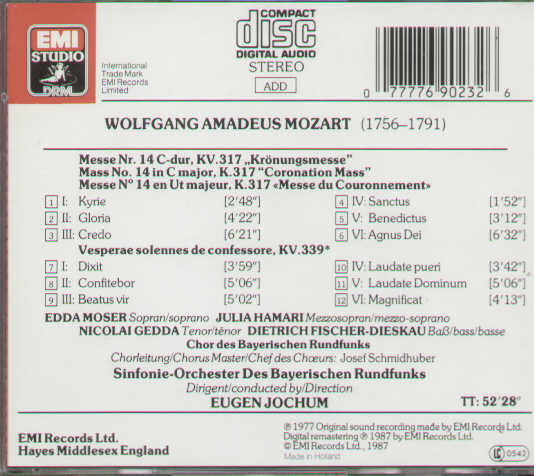 EMI
STUDIO
DRM
International
Trade Mark
EMI Records
Limited
COMPACT
disc
DIGITAL AUDIO
STEREO
ADD
0 77776 90232 6
WOLFGANG AMADEUS MOZART (1756–1791)
Messe Nr. 14 C-dur, KV.317 „Krönungsmesse”
Mass No. 14 in C major, K.317 "Coronation Mass"
Messe Nº 14 en Ut majeur, K.317 «Messe du Couronnement»
1 I: Kyrie [2'48"]
2 II: Gloria [4'22"]
3 III: Credo [6'21"]
4 IV: Sanctus [1'52"]
5 V: Benedictus [3'12"]
6 VI: Agnus Dei [6'32"]
Vesperae solennes de confessore, KV.339*
7 I: Dixit [3'59"]
8 II: Confitebor [5'06"]
9 III: Beatus vir [5'02"]
10 IV: Laudate pueri [3'42"]
11 V: Laudate Dominum [5'06"]
12 VI: Magnificat [4'13"]
EDDA MOSER Sopran/soprano JULIA HAMARI Mezzosopran/mezzo-soprano
NICOLAI GEDDA Tenor/ténor DIETRICH FISCHER-DIESKAU Baß/bass/basse
Chor des Bayerischen Rundfunks
Chorleitung/Chorus Master/Chef des Chœurs: Josef Schmidhuber
Sinfonie-Orchester Des Bayerischen Rundfunks
Dirigent/conducted by/Direction
EUGEN JOCHUM
TT: 52'28"
EMI Records Ltd.
Hayes Middlesex England
℗ 1977 Original sound recording made by EMI Records Ltd.
Digital remastering ℗ 1987 by EMI Records Ltd.
© EMI Records Ltd., 1987
Made in Holland
LC 0542